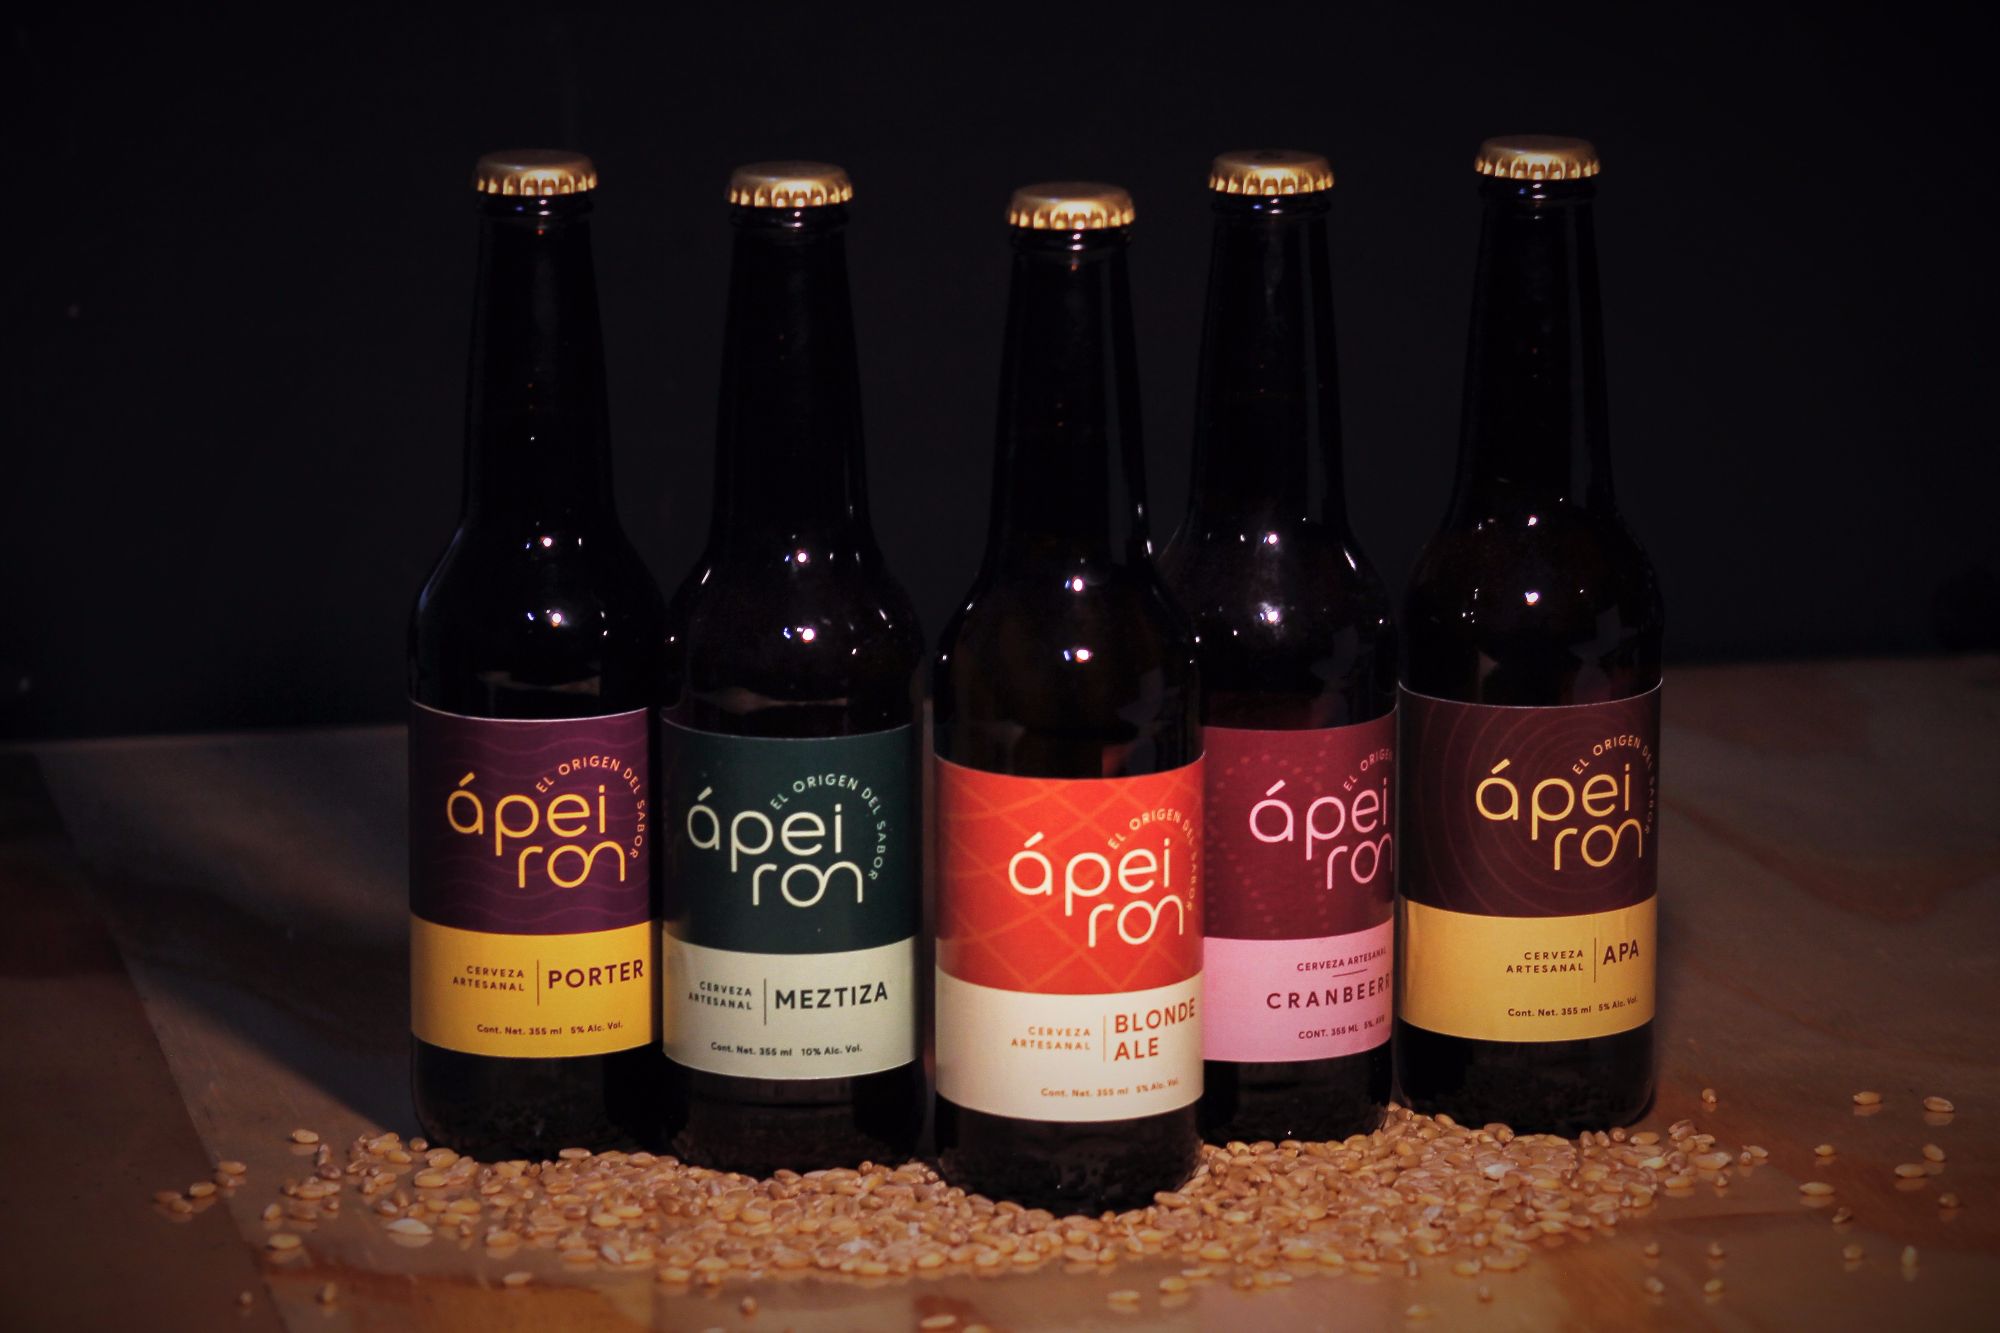 EL ORIGEN DEL SABOR
ápei
ron
CERVEZA
ARTESANAL
PORTER
Cont. Net. 355 ml 5% Alc. Vol.
EL ORIGEN DEL SABOR
ápei
ron
CERVEZA
ARTESANAL
MEZTIZA
Cont. Net. 355 ml 10% Alc. Vol.
EL ORIGEN DEL SABOR
ápei
ron
CERVEZA
ARTESANAL
BLONDE
ALE
Cont. Net. 355 ml 5% Alc. Vol.
EL ORIGEN
ápei
ron
CERVEZA ARTESANAL
CRANBEERR
CONT. 355 ML 5%
EL ORIGEN DEL SABOR
ápei
ron
CERVEZA
ARTESANAL
APA
Cont. Net. 355 ml 5% Alc. Vol.